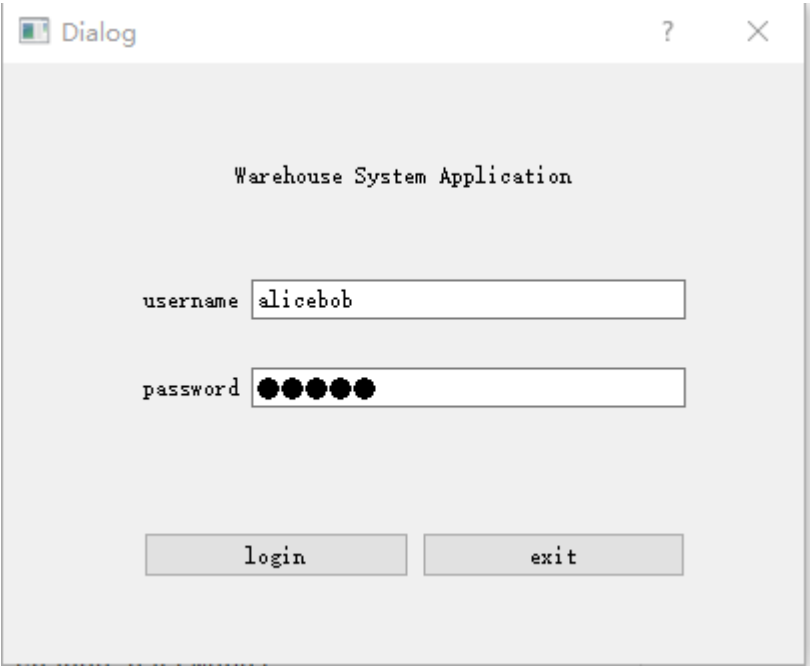 Dialog ?
Warehouse System Application
username alicebob
password ●●●●●
login exit